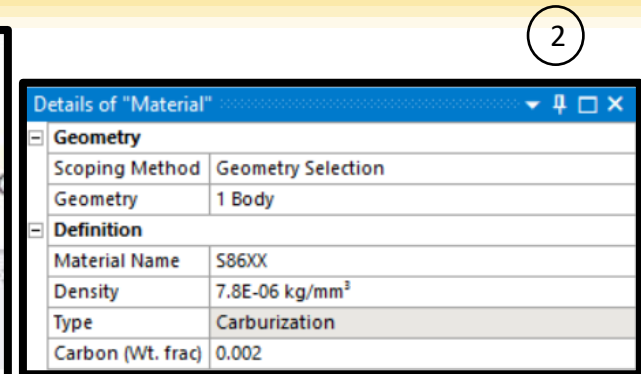 2
Details of "Material"
Geometry
Scoping Method Geometry Selection
Geometry 1 Body
Definition
Material Name S86XX
Density 7.8E-06 kg/mm³
Type Carburization
Carbon (Wt. frac) 0.002